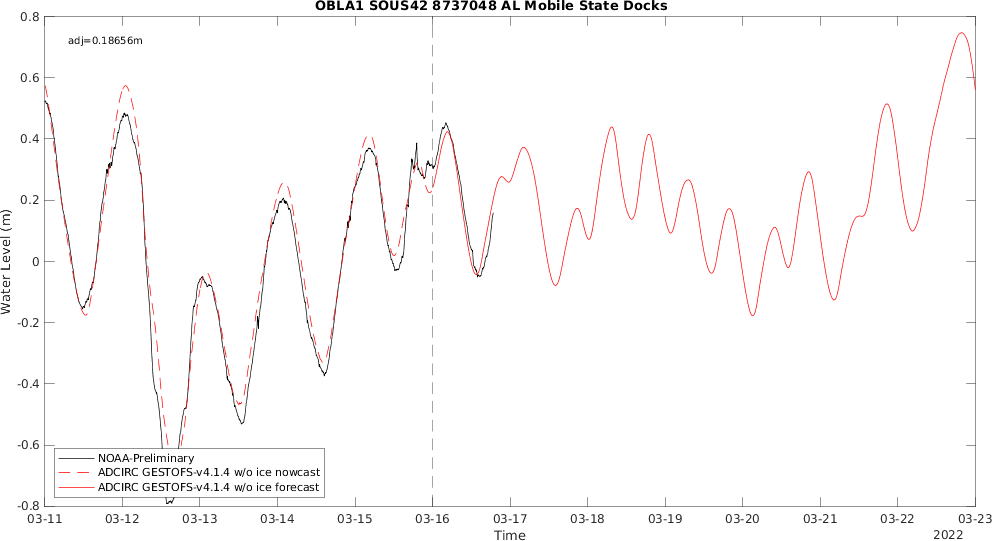 OBLA1 SOUS42 8737048 AL Mobile State Docks
adj=0.18656m
0.8
0.6
0.4
0.2
0
-0.2
-0.4
-0.6
-0.8
Water Level (m)
NOAA-Preliminary
ADCIRC GESTOFS-v4.1.4 w/o ice nowcast
ADCIRC GESTOFS-v4.1.4 w/o ice forecast
03-11 03-12 03-13 03-14 03-15 03-16 03-17 03-18 03-19 03-20 03-21 03-22 03-23
Time
2022